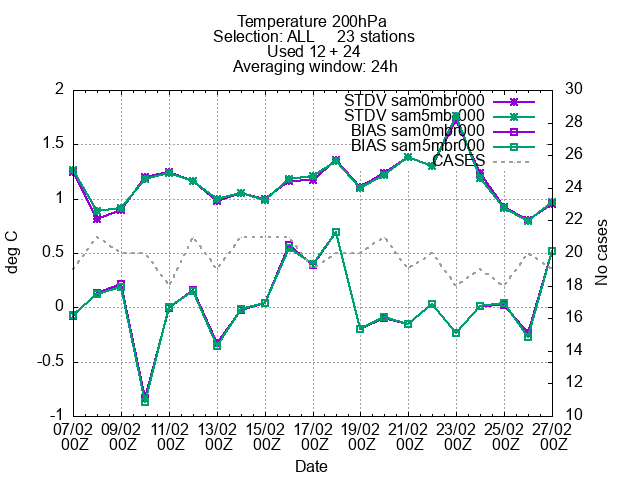 Temperature 200hPa
Selection: ALL 23 stations
Used 12 + 24
Averaging window: 24h
STDV sam0mbr000
STDV sam5mbr000
BIAS sam0mbr000
BIAS sam5mbr000
CASES
deg C
2
1.5
1
0.5
0
-0.5
-1
No cases
30
28
26
24
22
20
18
16
14
12
10
07/02 09/02 11/02 13/02 15/02 17/02 19/02 21/02 23/02 25/02 27/02
00Z 00Z 00Z 00Z 00Z 00Z 00Z 00Z 00Z 00Z 00Z
Date